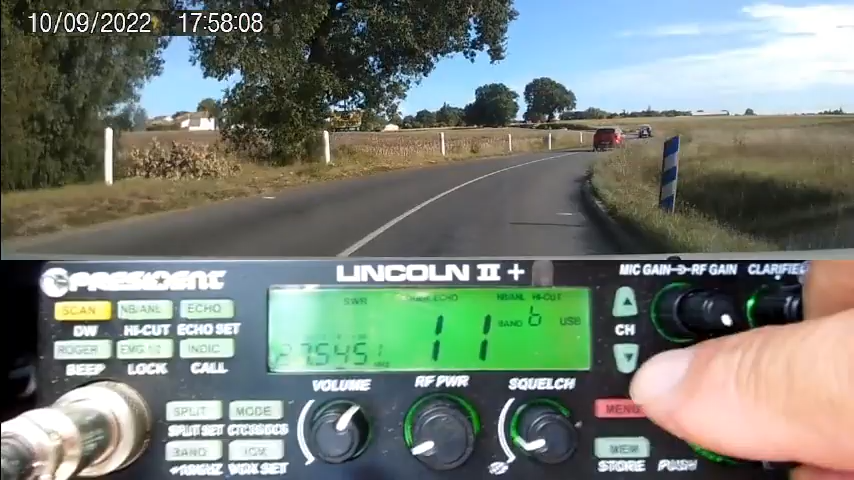 10/09/2022 17:58:08
PRESIDENT
LINCOLN II +
MIC GAIN RF GAIN CLARIFIE
SCAN NB/ANL ECHO
DW HI-CUT ECHO SET
ROGER EMG 1/2 INDIC
BEEP LOCK CALL
SWR ECHO NB/ANL HI-CUT
11 BAND b USB
27.545
CH
VOLUME RF PWR SQUELCH
SPLIT MODE
SPLIT SET CTCSS/DCS
MENU
BAND
VOX SET
MEM
STORE PUSH